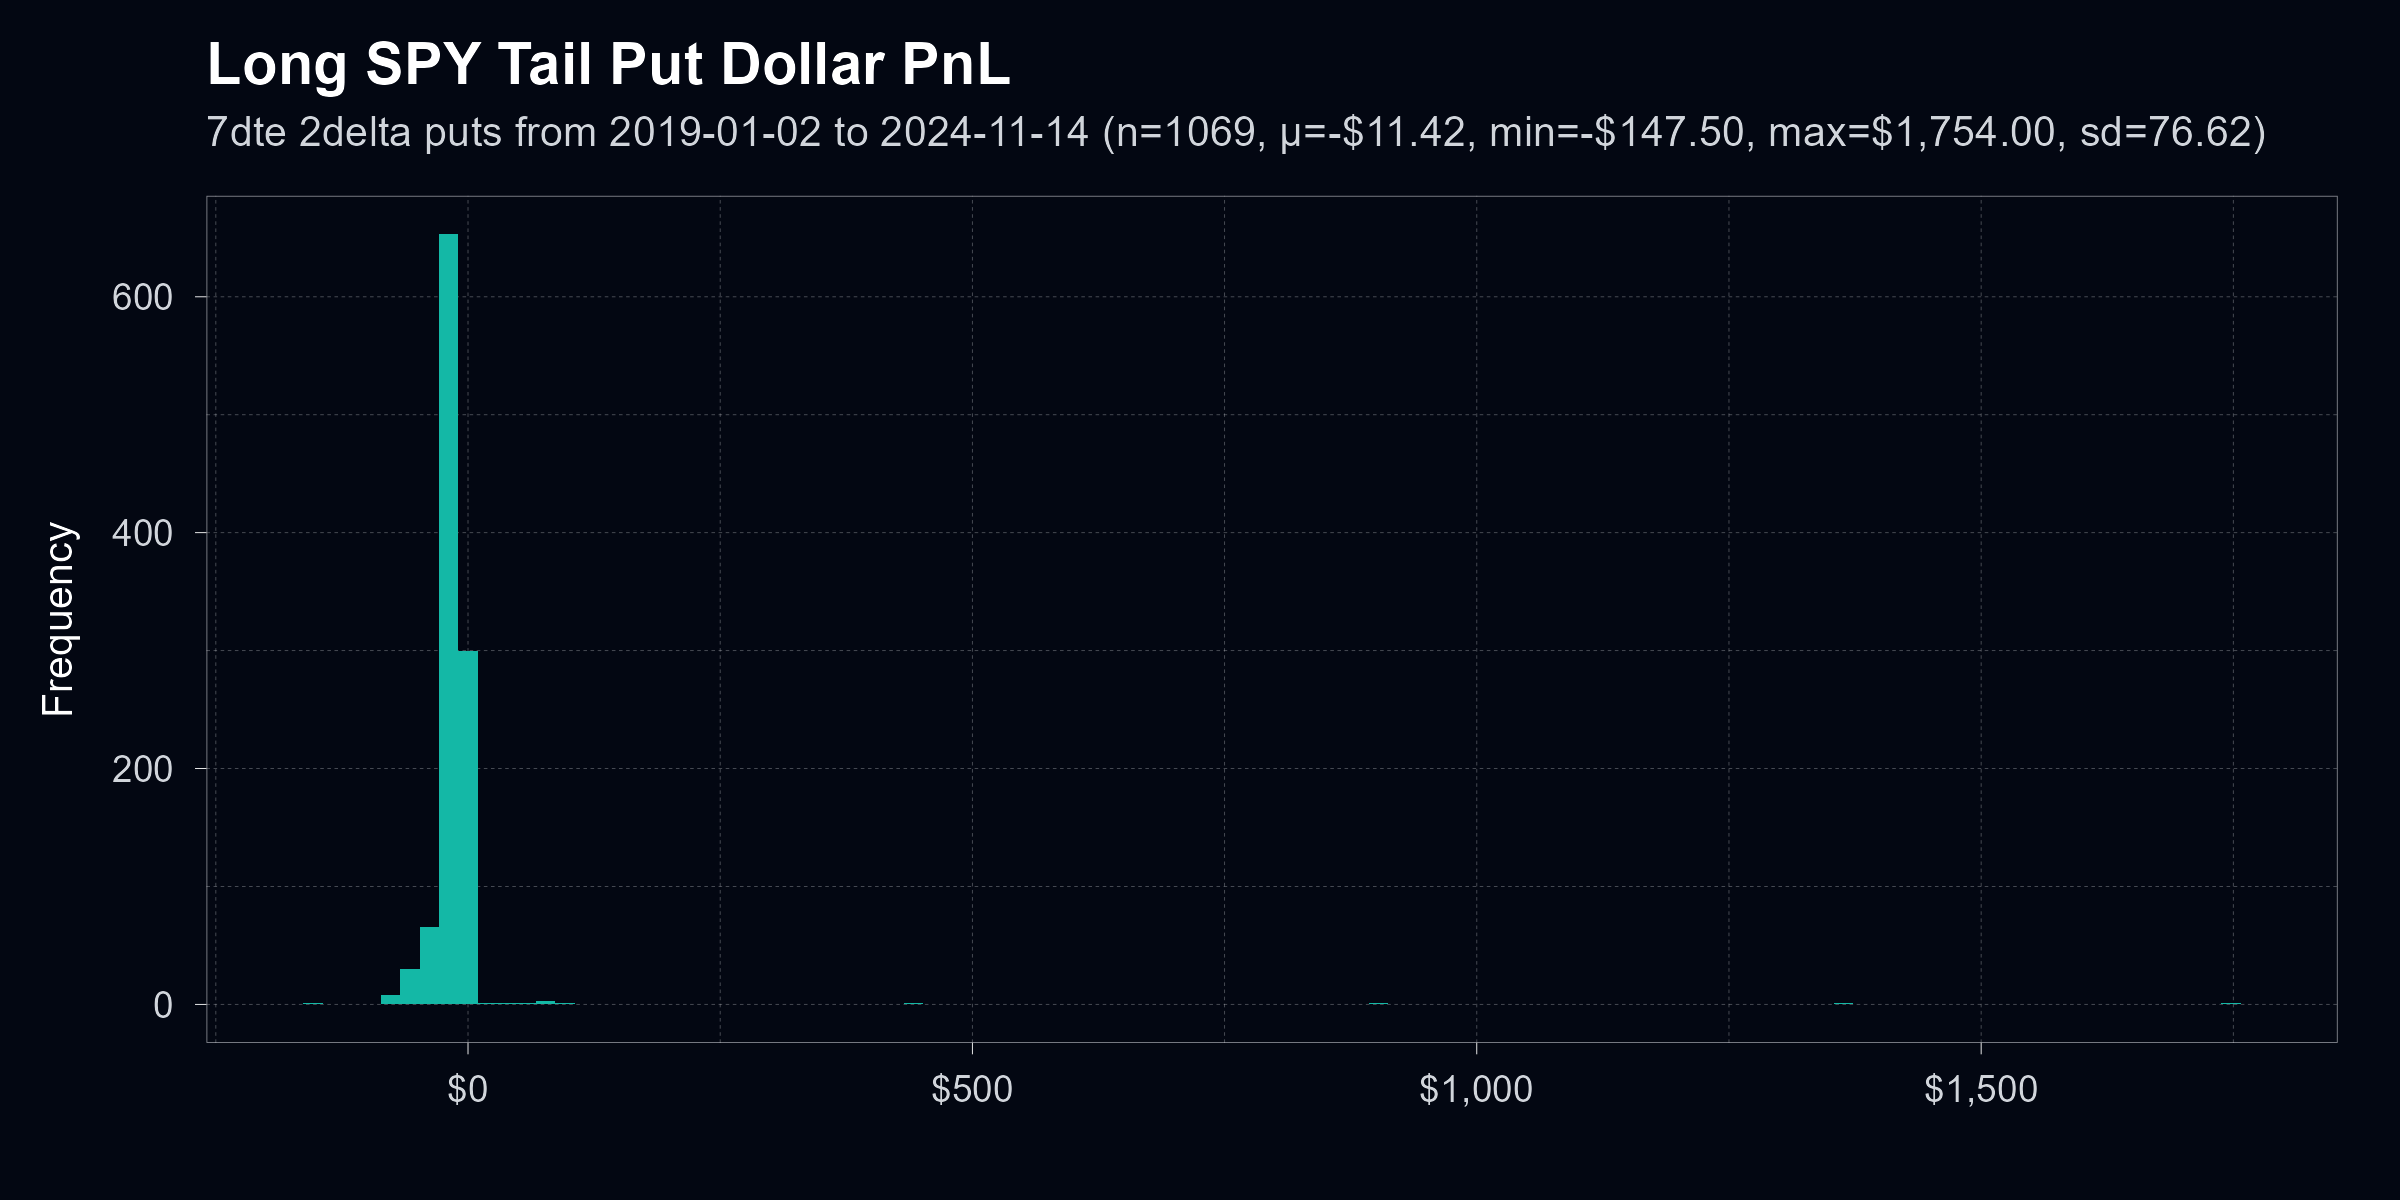 Long SPY Tail Put Dollar PnL
7dte 2delta puts from 2019-01-02 to 2024-11-14 (n=1069, µ=-$11.42, min=-$147.50, max=$1,754.00, sd=76.62)
Frequency
600
400
200
0
$0
$500
$1,000
$1,500